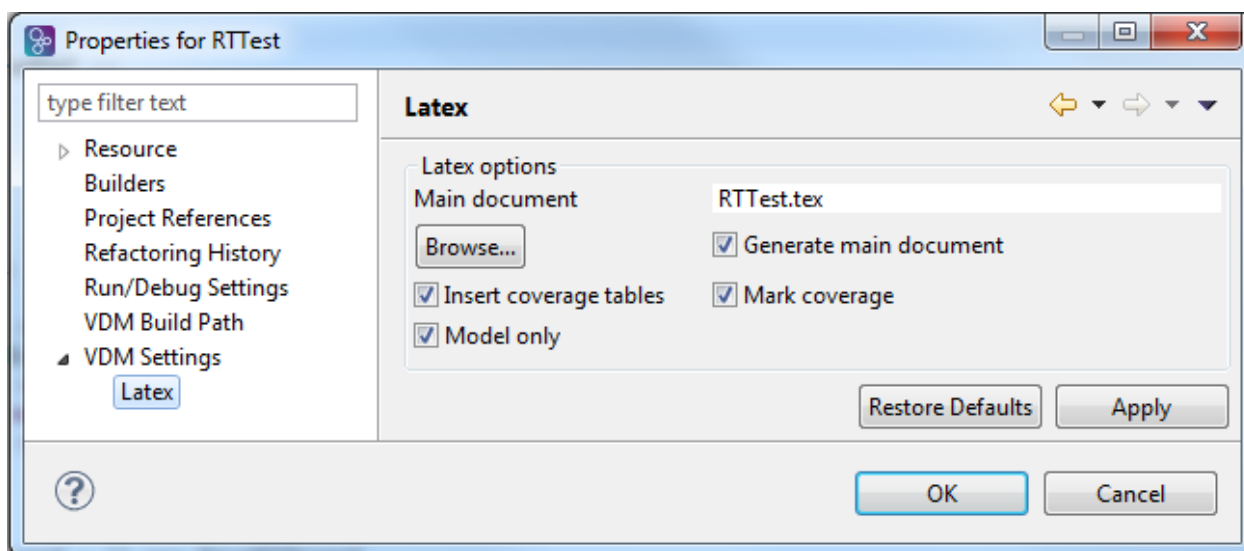 Properties for RTTest
type filter text
Resource
Builders
Project References
Refactoring History
Run/Debug Settings
VDM Build Path
VDM Settings
Latex
Latex
Latex options
Main document RTTest.tex
Browse... Generate main document
Insert coverage tables Mark coverage
Model only
Restore Defaults Apply
? OK Cancel